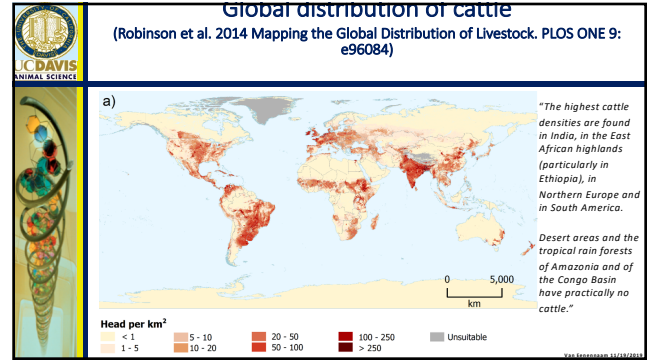 Global distribution of cattle
(Robinson et al. 2014 Mapping the Global Distribution of Livestock. PLOS ONE 9:
e96084)
UCDAVIS
ANIMAL SCIENCE
a)
"The highest cattle
densities are found
in India, in the East
African highlands
(particularly in
Ethiopia), in
Northern Europe and
in South America.
Desert areas and the
tropical rain forests
of Amazonia and of
the Congo Basin
have practically no
cattle."
0 5,000
km
Head per km²
< 1 5 - 10 20 - 50 100 - 250 Unsuitable
1 - 5 10 - 20 50 - 100 > 250
Van Eenennaam 11/19/2019